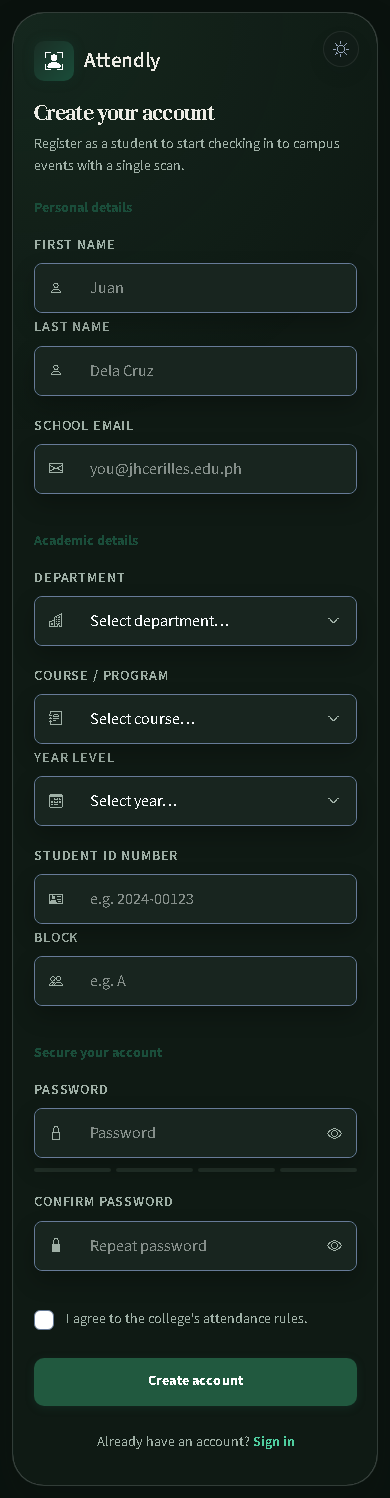 Attendly
Create your account
Register as a student to start checking in to campus
events with a single scan.
Personal details
FIRST NAME
Juan
LAST NAME
Dela Cruz
SCHOOL EMAIL
you@jhcerilles.edu.ph
Academic details
DEPARTMENT
Select department...
COURSE / PROGRAM
Select course...
YEAR LEVEL
Select year...
STUDENT ID NUMBER
e.g. 2024-00123
BLOCK
e.g. A
Secure your account
PASSWORD
Password
CONFIRM PASSWORD
Repeat password
I agree to the college's attendance rules.
Create account
Already have an account? Sign in